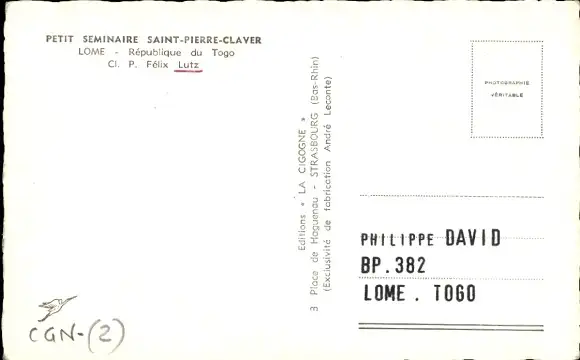 PETIT SEMINAIRE SAINT-PIERRE-CLAVER
LOME - République du Togo
Cl. P. Félix Lutz
Editions « LA CIGOGNE »
3 Place de Haguenau - STRASBOURG (Bas-Rhin)
(Exclusivité de fabrication André Leconte)
PHOTOGRAPHIE
VÉRITABLE
PHILIPPE DAVID
BP. 382
LOME . TOGO
CGN-(2)